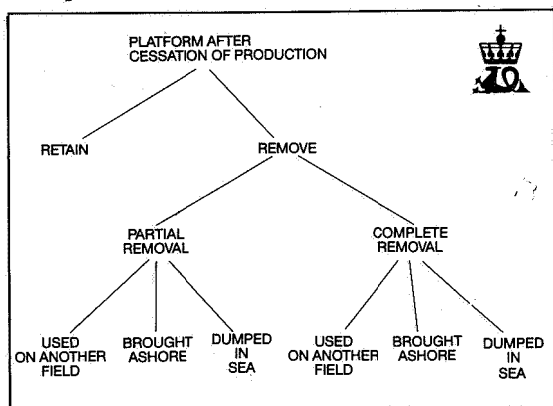 PLATFORM AFTER
CESSATION OF PRODUCTION
RETAIN
REMOVE
PARTIAL
REMOVAL
COMPLETE
REMOVAL
USED
ON ANOTHER
FIELD
BROUGHT
ASHORE
DUMPED
IN
SEA
USED
ON ANOTHER
FIELD
BROUGHT
ASHORE
DUMPED
IN
SEA